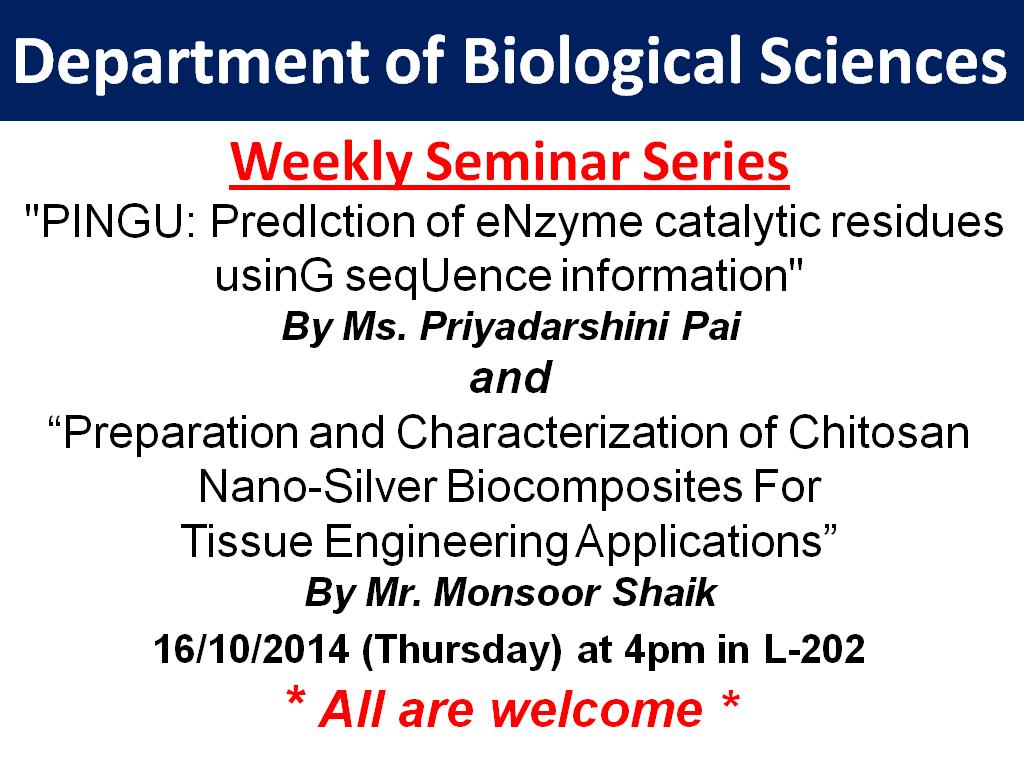 Department of Biological Sciences
Weekly Seminar Series
"PINGU: PredIction of eNzyme catalytic residues
usinG seqUence information"
By Ms. Priyadarshini Pai
and
“Preparation and Characterization of Chitosan
Nano-Silver Biocomposites For
Tissue Engineering Applications”
By Mr. Monsoor Shaik
16/10/2014 (Thursday) at 4pm in L-202
* All are welcome *